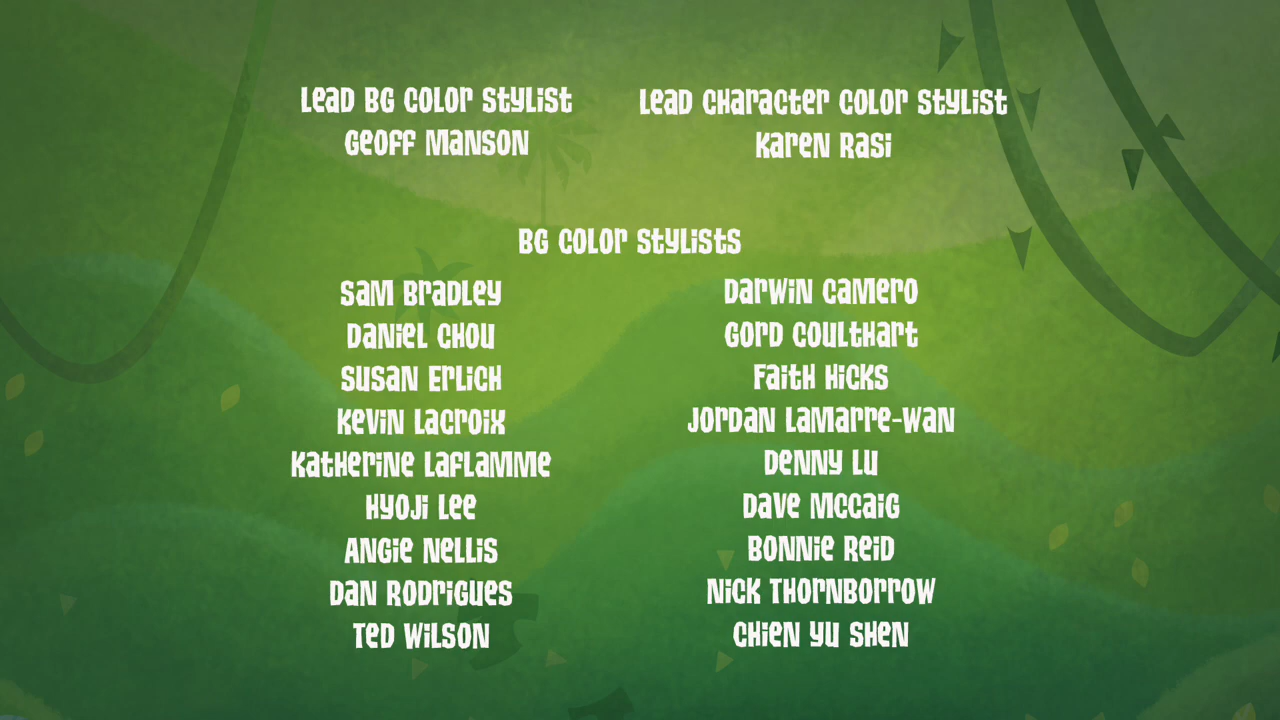 Lead BG Color Stylist
Geoff Manson
Lead Character Color Stylist
Karen Rasi
BG Color Stylists
Sam Bradley
Daniel Chou
Susan Erlich
Kevin Lacroix
Katherine Laflamme
Hyoji Lee
Angie Nellis
Dan Rodrigues
Ted Wilson
Darwin Camero
Gord Coulthart
Faith Hicks
Jordan Lamarre-Wan
Denny Lu
Dave McCaig
Bonnie Reid
Nick Thornborrow
Chien Yu Shen